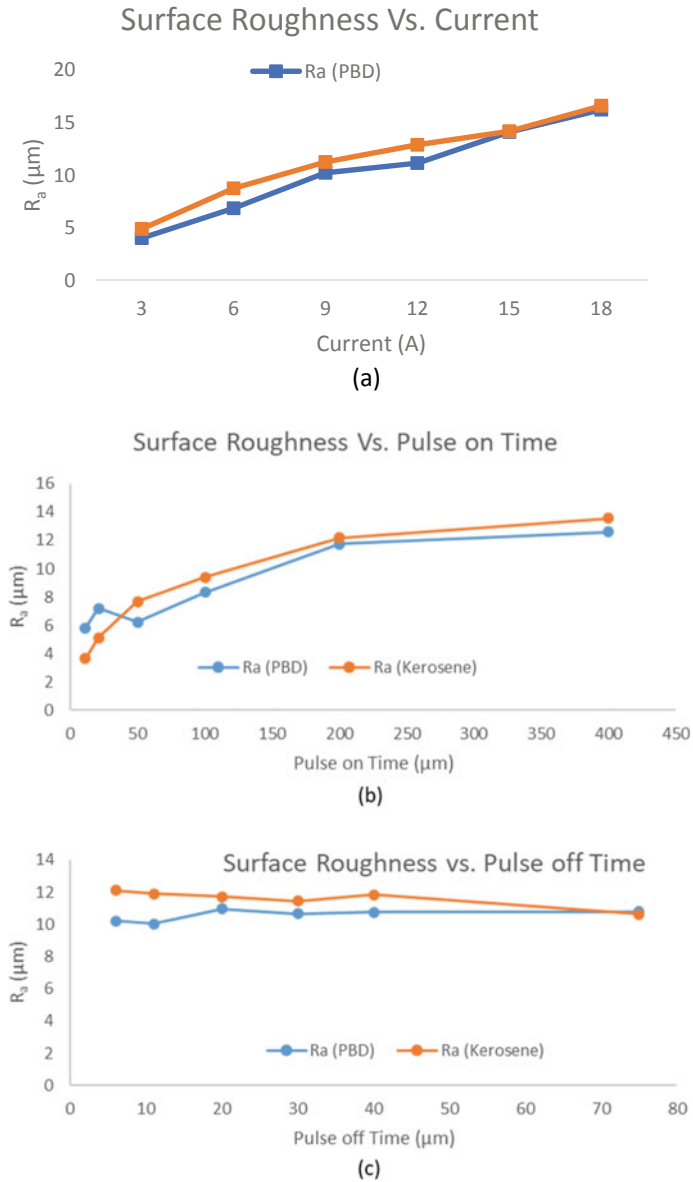 Surface Roughness Vs. Current
20
Ra (PBD)
15
10
5
0
Ra (μm)
3 6 9 12 15 18
Current (A)
(a)
Surface Roughness Vs. Pulse on Time
16
14
12
10
8
6
4
2
0
Ra (μm)
Ra (PBD) Ra (Kerosene)
0 50 100 150 200 250 300 350 400 450
Pulse on Time (μm)
(b)
Surface Roughness vs. Pulse off Time
14
12
10
8
6
4
2
0
Ra (μm)
Ra (PBD) Ra (Kerosene)
0 10 20 30 40 50 60 70 80
Pulse off Time (μm)
(c)